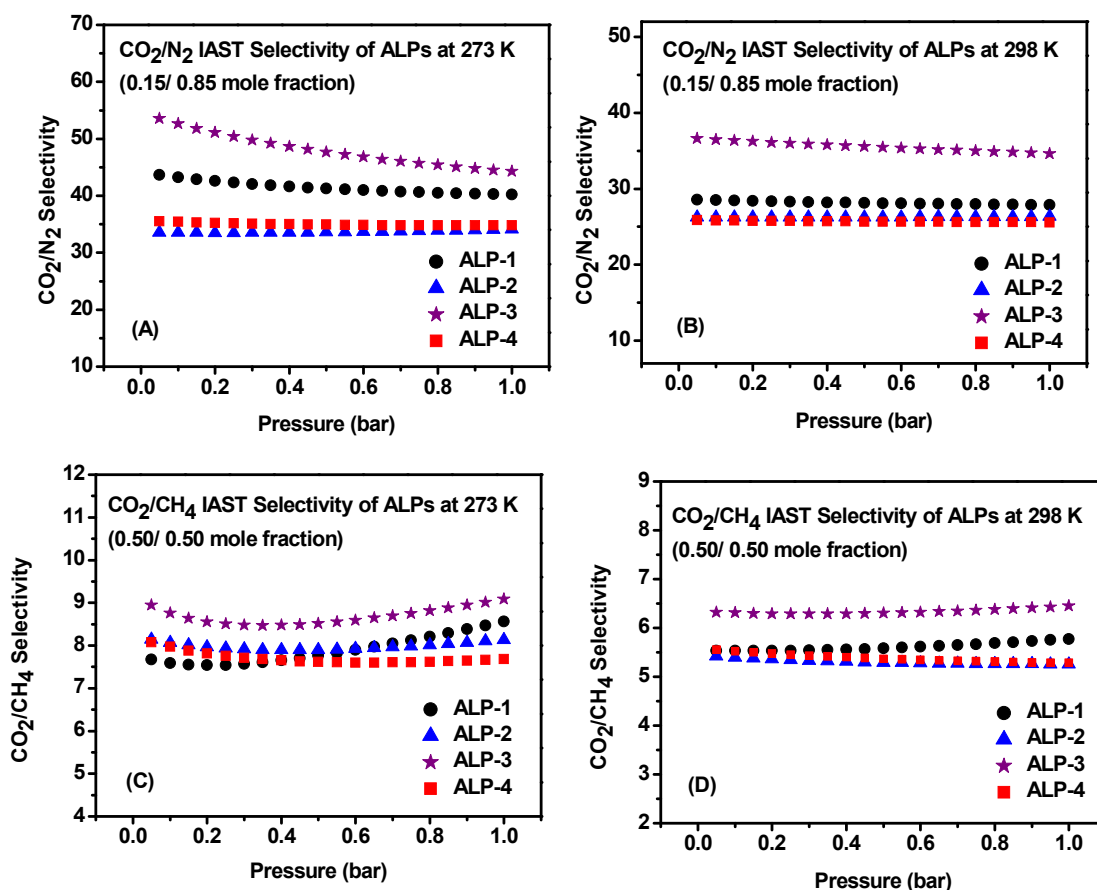 CO2/N2 IAST Selectivity of ALPs at 273 K
(0.15/ 0.85 mole fraction)
CO2/N2 Selectivity
70
60
50
40
30
20
10
ALP-1
ALP-2
ALP-3
ALP-4
(A)
0.0 0.2 0.4 0.6 0.8 1.0
Pressure (bar)
CO2/N2 IAST Selectivity of ALPs at 298 K
(0.15/ 0.85 mole fraction)
CO2/N2 Selectivity
50
40
30
20
10
ALP-1
ALP-2
ALP-3
ALP-4
(B)
0.0 0.2 0.4 0.6 0.8 1.0
Pressure (bar)
CO2/CH4 IAST Selectivity of ALPs at 273 K
(0.50/ 0.50 mole fraction)
CO2/CH4 Selectivity
12
11
10
9
8
7
6
5
4
ALP-1
ALP-2
ALP-3
ALP-4
(C)
0.0 0.2 0.4 0.6 0.8 1.0
Pressure (bar)
CO2/CH4 IAST Selectivity of ALPs at 298 K
(0.50/ 0.50 mole fraction)
CO2/CH4 Selectivity
9
8
7
6
5
4
3
2
ALP-1
ALP-2
ALP-3
ALP-4
(D)
0.0 0.2 0.4 0.6 0.8 1.0
Pressure (bar)